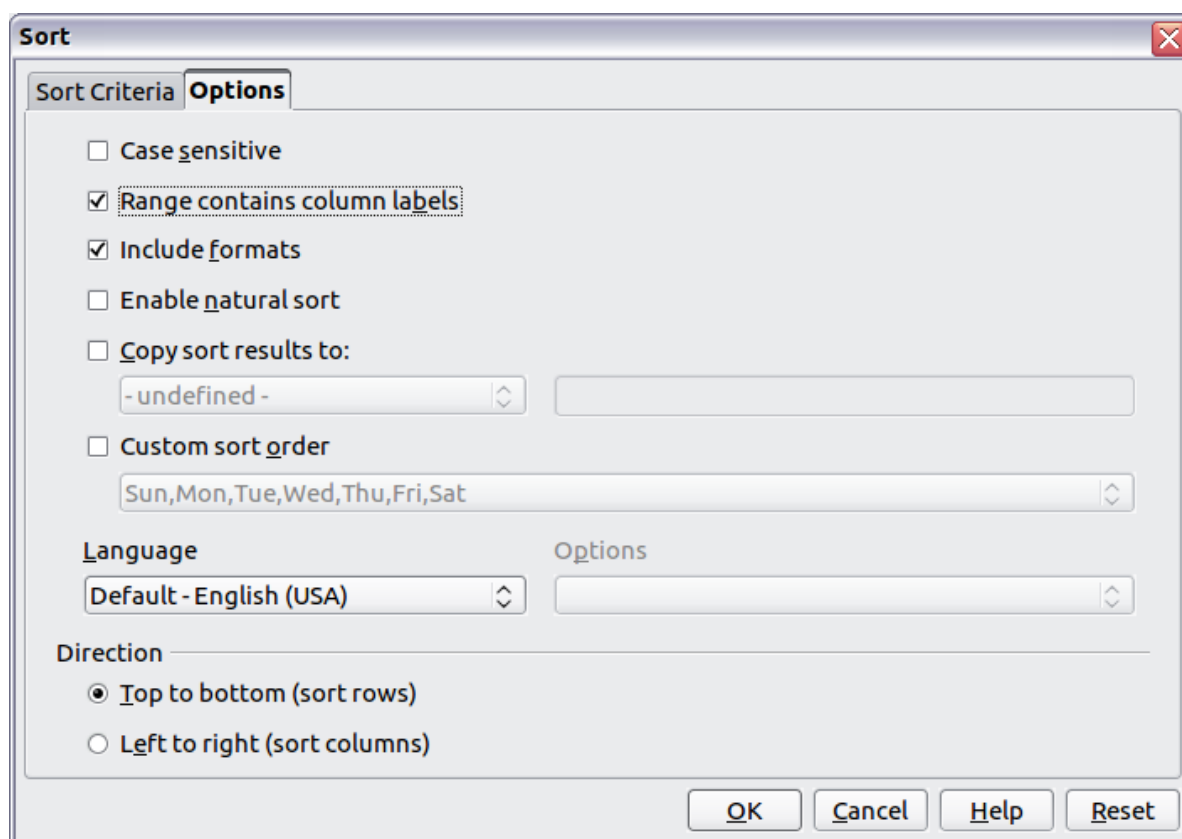 Sort
Sort Criteria Options
Case sensitive
Range contains column labels
Include formats
Enable natural sort
Copy sort results to:
- undefined -
Custom sort order
Sun,Mon,Tue,Wed,Thu,Fri,Sat
Language Options
Default - English (USA)
Direction
Top to bottom (sort rows)
Left to right (sort columns)
OK Cancel Help Reset